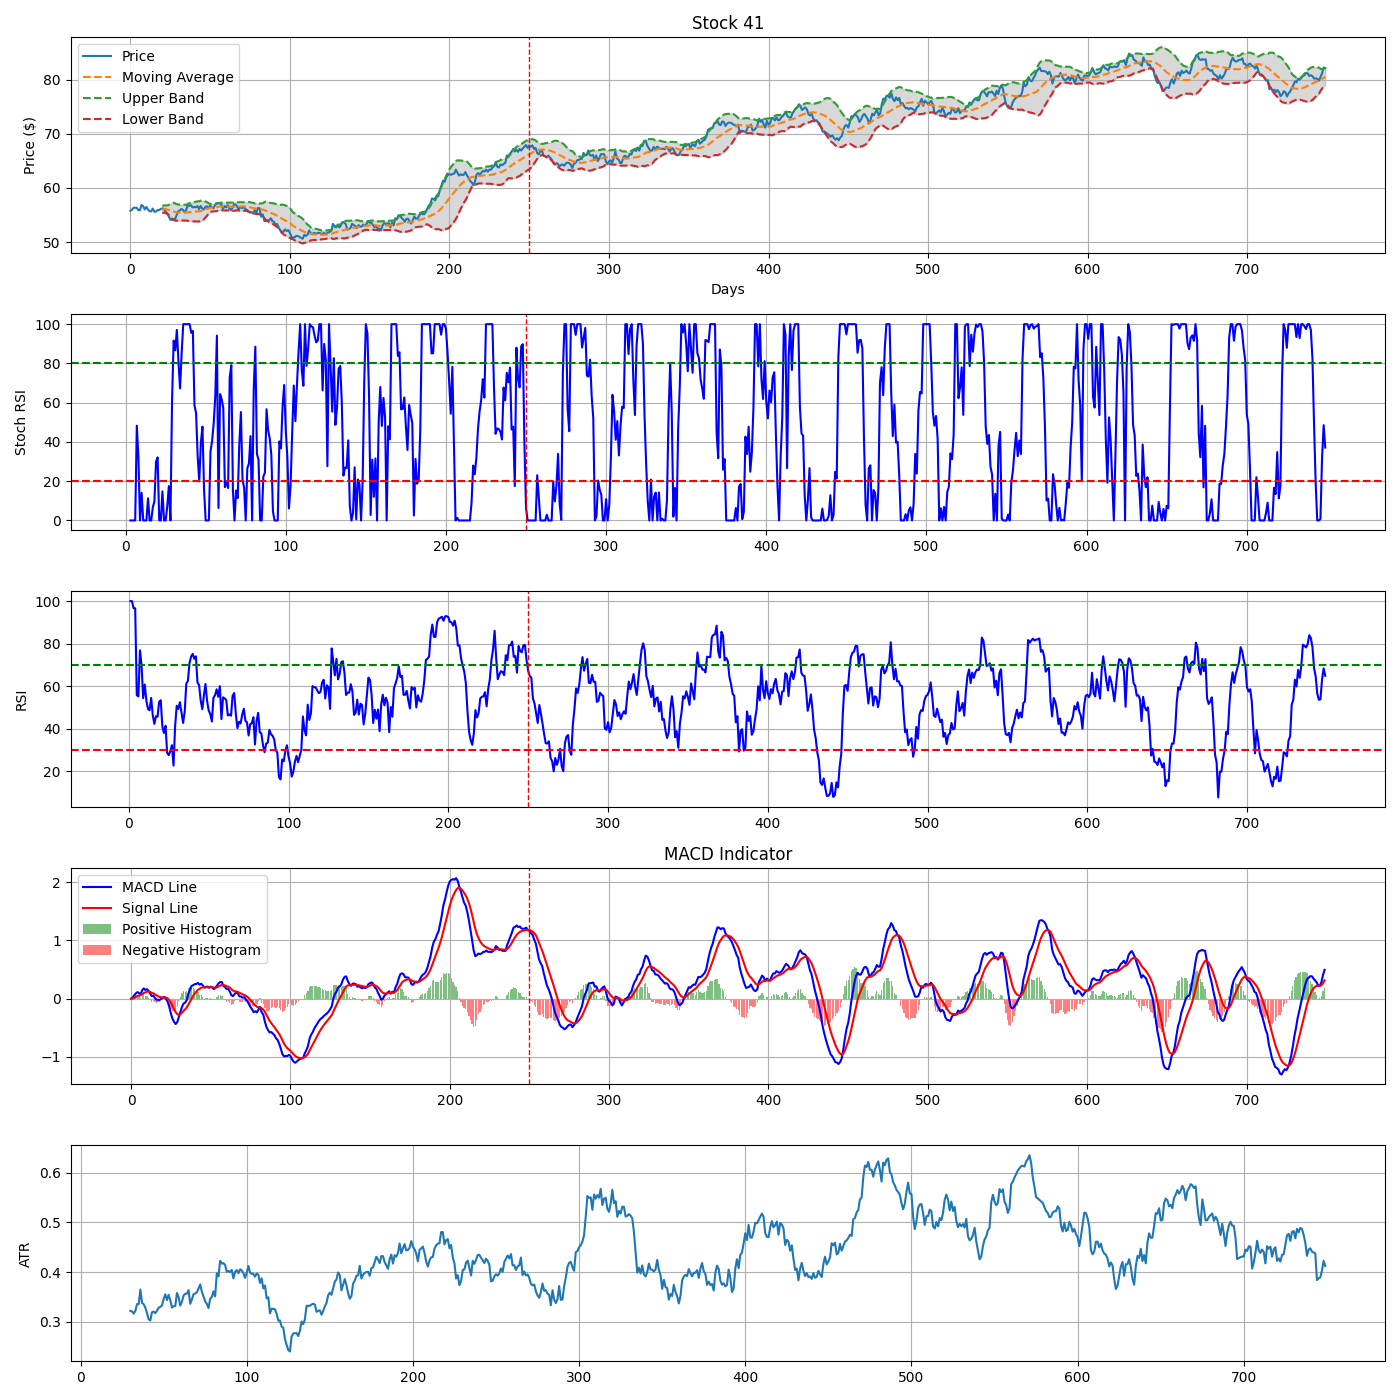 Stock 41
Price ($)
80
70
60
50
Price
Moving Average
Upper Band
Lower Band
0 100 200 300 400 500 600 700
Days
Stoch RSI
100
80
60
40
20
0
0 100 200 300 400 500 600 700
RSI
100
80
60
40
20
0 100 200 300 400 500 600 700
MACD Indicator
2
1
0
−1
MACD Line
Signal Line
Positive Histogram
Negative Histogram
0 100 200 300 400 500 600 700
ATR
0.6
0.5
0.4
0.3
0 100 200 300 400 500 600 700